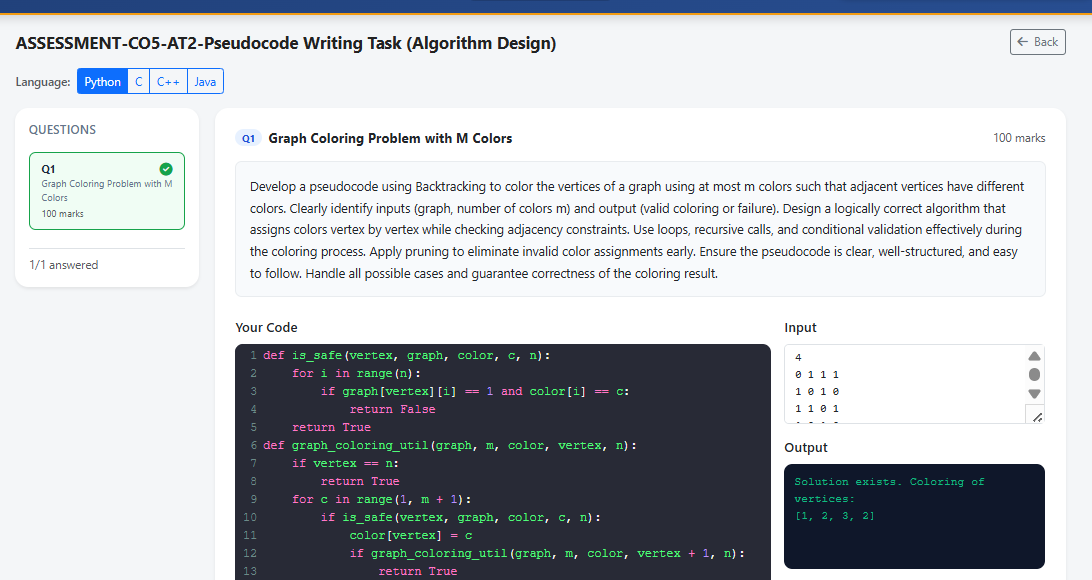 ASSESSMENT-CO5-AT2-Pseudocode Writing Task (Algorithm Design)
← Back
Language: Python C C++ Java
QUESTIONS
Q1
Graph Coloring Problem with M
Colors
100 marks
1/1 answered
Q1 Graph Coloring Problem with M Colors
100 marks
Develop a pseudocode using Backtracking to color the vertices of a graph using at most m colors such that adjacent vertices have different
colors. Clearly identify inputs (graph, number of colors m) and output (valid coloring or failure). Design a logically correct algorithm that
assigns colors vertex by vertex while checking adjacency constraints. Use loops, recursive calls, and conditional validation effectively during
the coloring process. Apply pruning to eliminate invalid color assignments early. Ensure the pseudocode is clear, well-structured, and easy
to follow. Handle all possible cases and guarantee correctness of the coloring result.
Your Code
1 def is_safe(vertex, graph, color, c, n):
2     for i in range(n):
3         if graph[vertex][i] == 1 and color[i] == c:
4             return False
5     return True
6 def graph_coloring_util(graph, m, color, vertex, n):
7     if vertex == n:
8         return True
9     for c in range(1, m + 1):
10         if is_safe(vertex, graph, color, c, n):
11             color[vertex] = c
12             if graph_coloring_util(graph, m, color, vertex + 1, n):
13                 return True
Input
4
0 1 1 1
1 0 1 0
1 1 0 1
Output
Solution exists. Coloring of
vertices:
[1, 2, 3, 2]